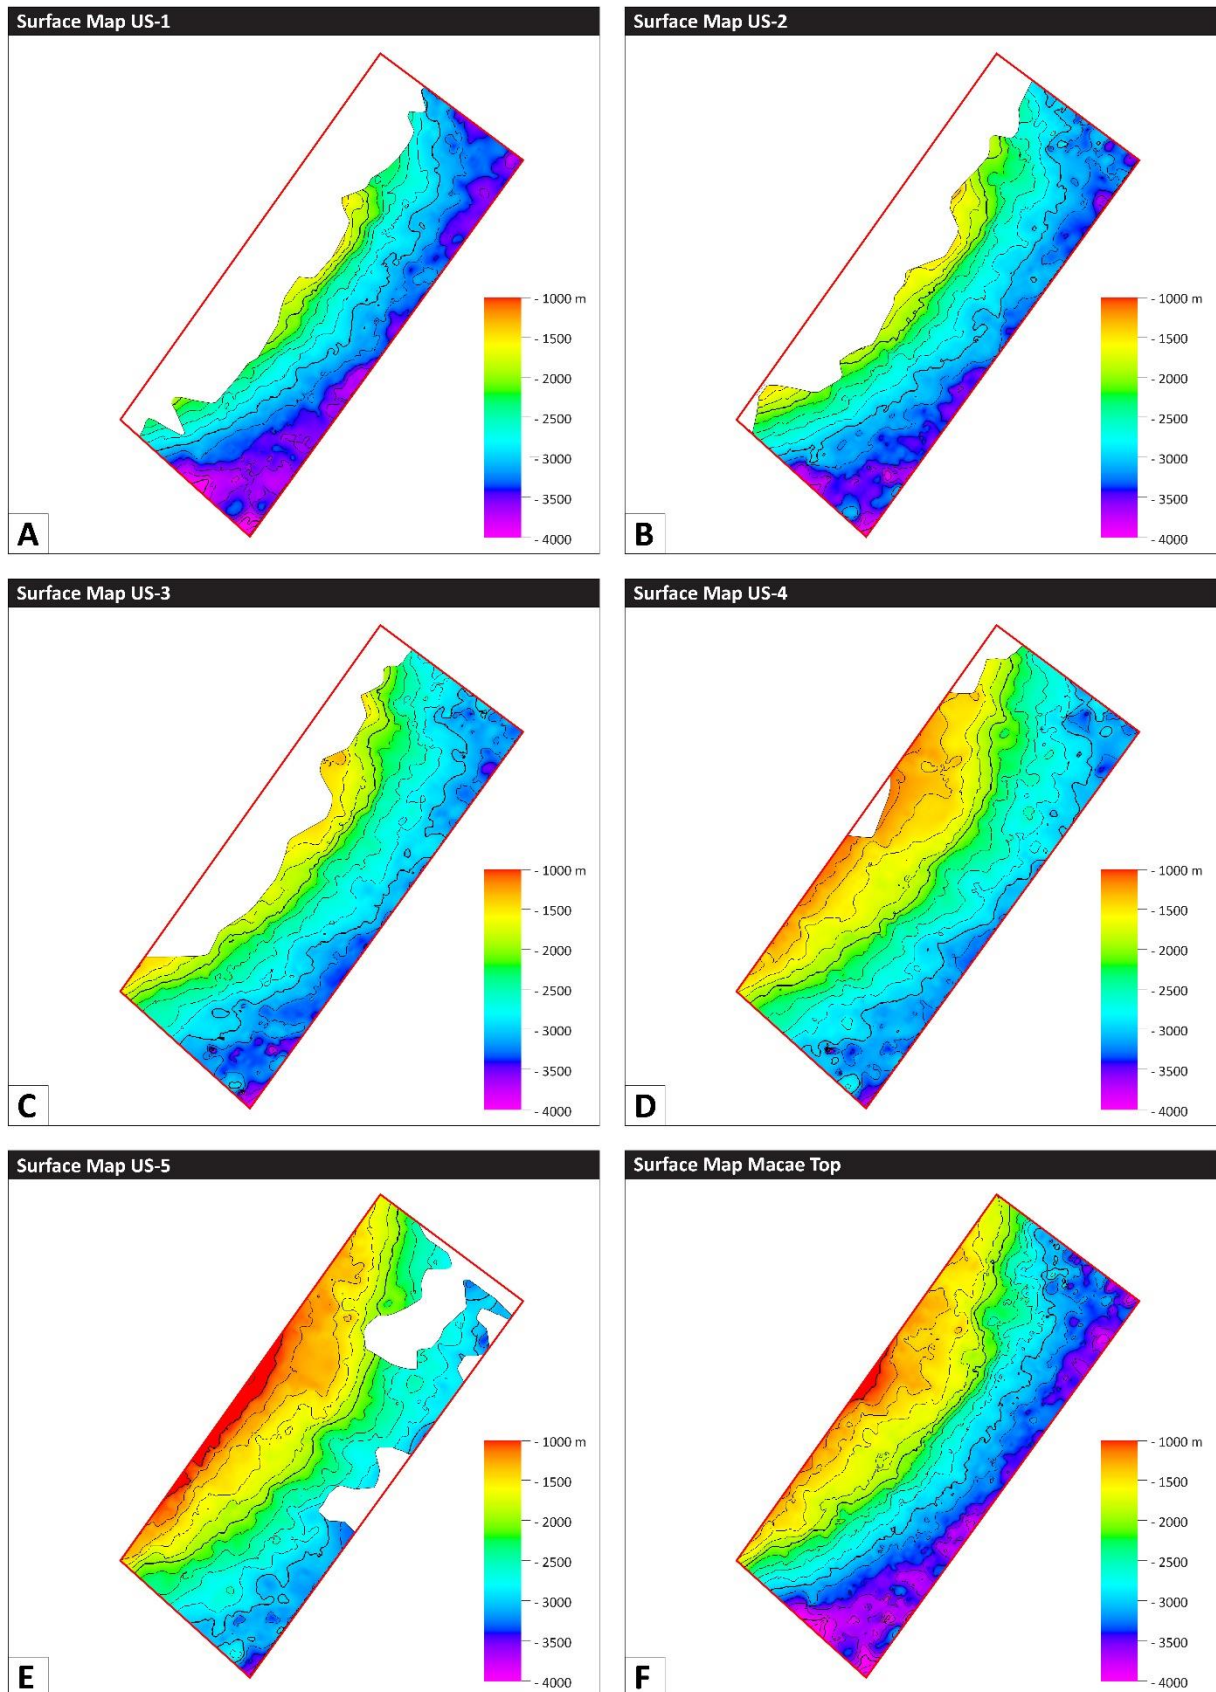 Surface Map US-1
- 1000 m
- 1500
- 2000
- 2500
- 3000
- 3500
- 4000
A
Surface Map US-2
- 1000 m
- 1500
- 2000
- 2500
- 3000
- 3500
- 4000
B
Surface Map US-3
- 1000 m
- 1500
- 2000
- 2500
- 3000
- 3500
- 4000
C
Surface Map US-4
- 1000 m
- 1500
- 2000
- 2500
- 3000
- 3500
- 4000
D
Surface Map US-5
- 1000 m
- 1500
- 2000
- 2500
- 3000
- 3500
- 4000
E
Surface Map Macae Top
- 1000 m
- 1500
- 2000
- 2500
- 3000
- 3500
- 4000
F